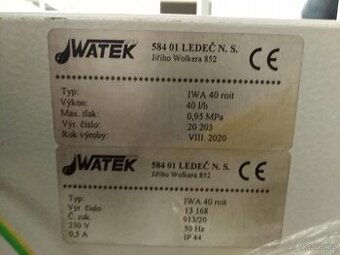 IWATEK
584 01 LEDEČ N. S.
Jiřího Wolkera 852
CE
Typ: IWA 40 roit
Výkon: 40 l/h
Max. tlak: 0,95 MPa
Výr. číslo: 20 203
Rok výroby: VIII. 2020
IWATEK
584 01 LEDEČ N. S.
Jiřího Wolkera 852
CE
Typ: IWA 40 roit
Výr. číslo 13 168
Č. zak. 913/20
230 V 50 Hz
0,5 A IP 44